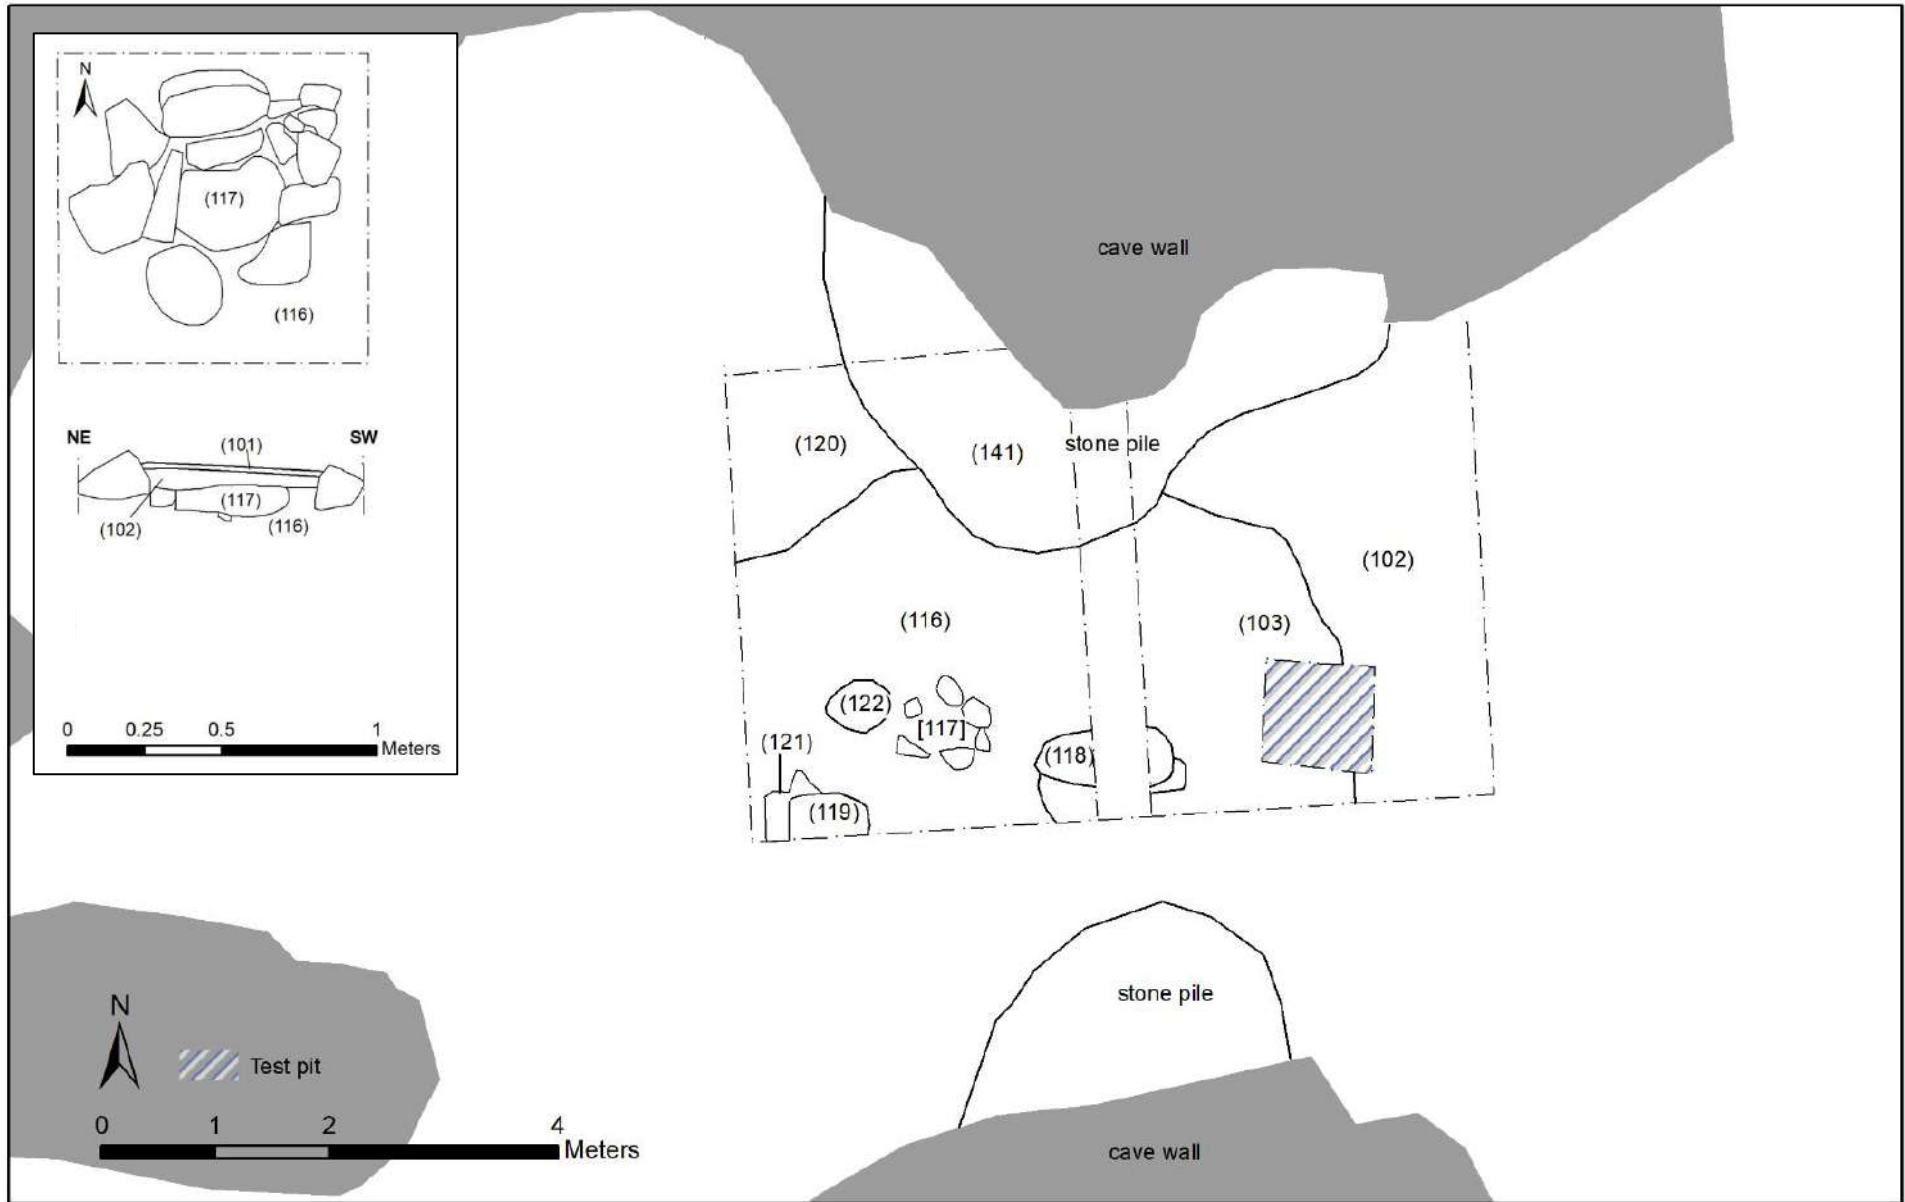 N
(117)
(116)
NE
SW
(101)
(117)
(102)
(116)
0 0.25 0.5 1
Meters
cave wall
(120)
(141)
stone pile
(102)
(116)
(103)
(122)
[117]
(121)
(118)
(119)
stone pile
N
Test pit
0 1 2 4
Meters
cave wall